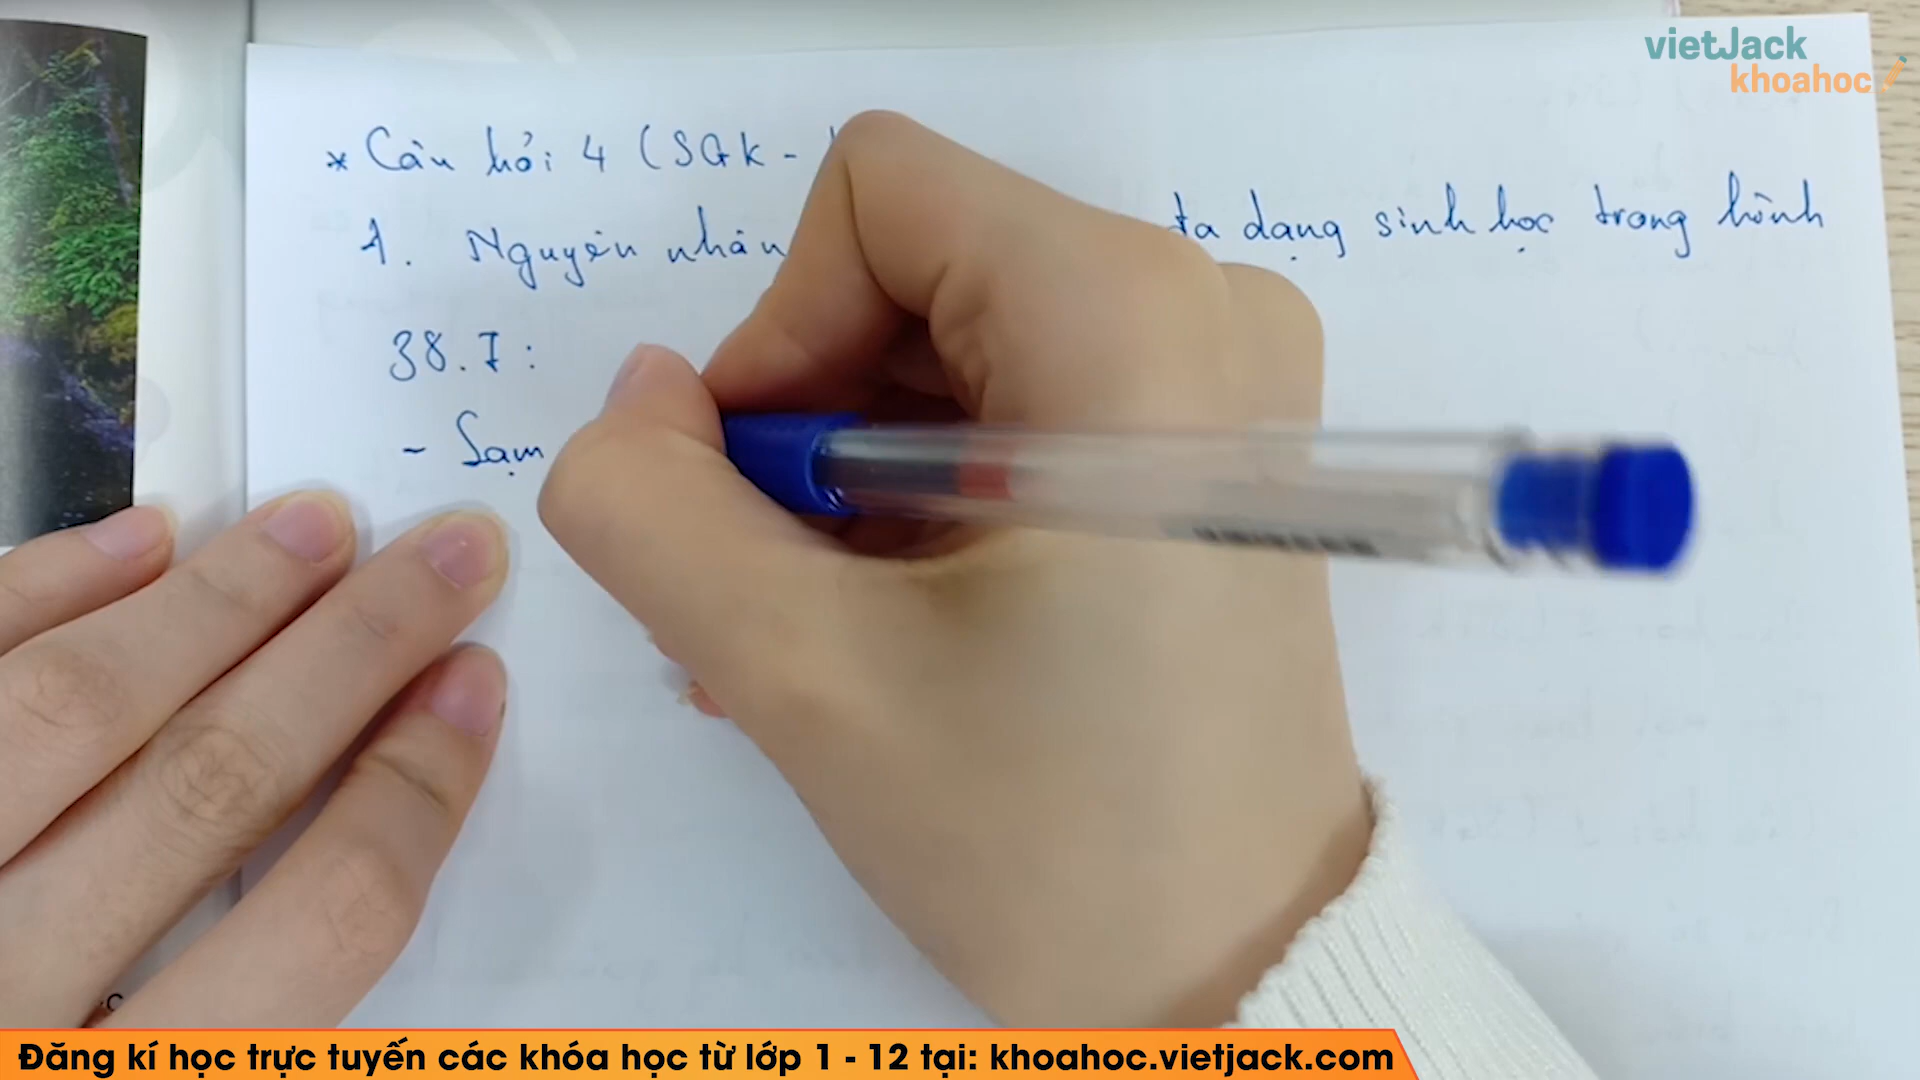 vietJack
khoahoc
* Câu hỏi 4 (SGK -
1. Nguyên nhân đa dạng sinh học trong hình
38.7:
- Sạm
Đăng kí học trực tuyến các khóa học từ lớp 1 - 12 tại: khoahoc.vietjack.com